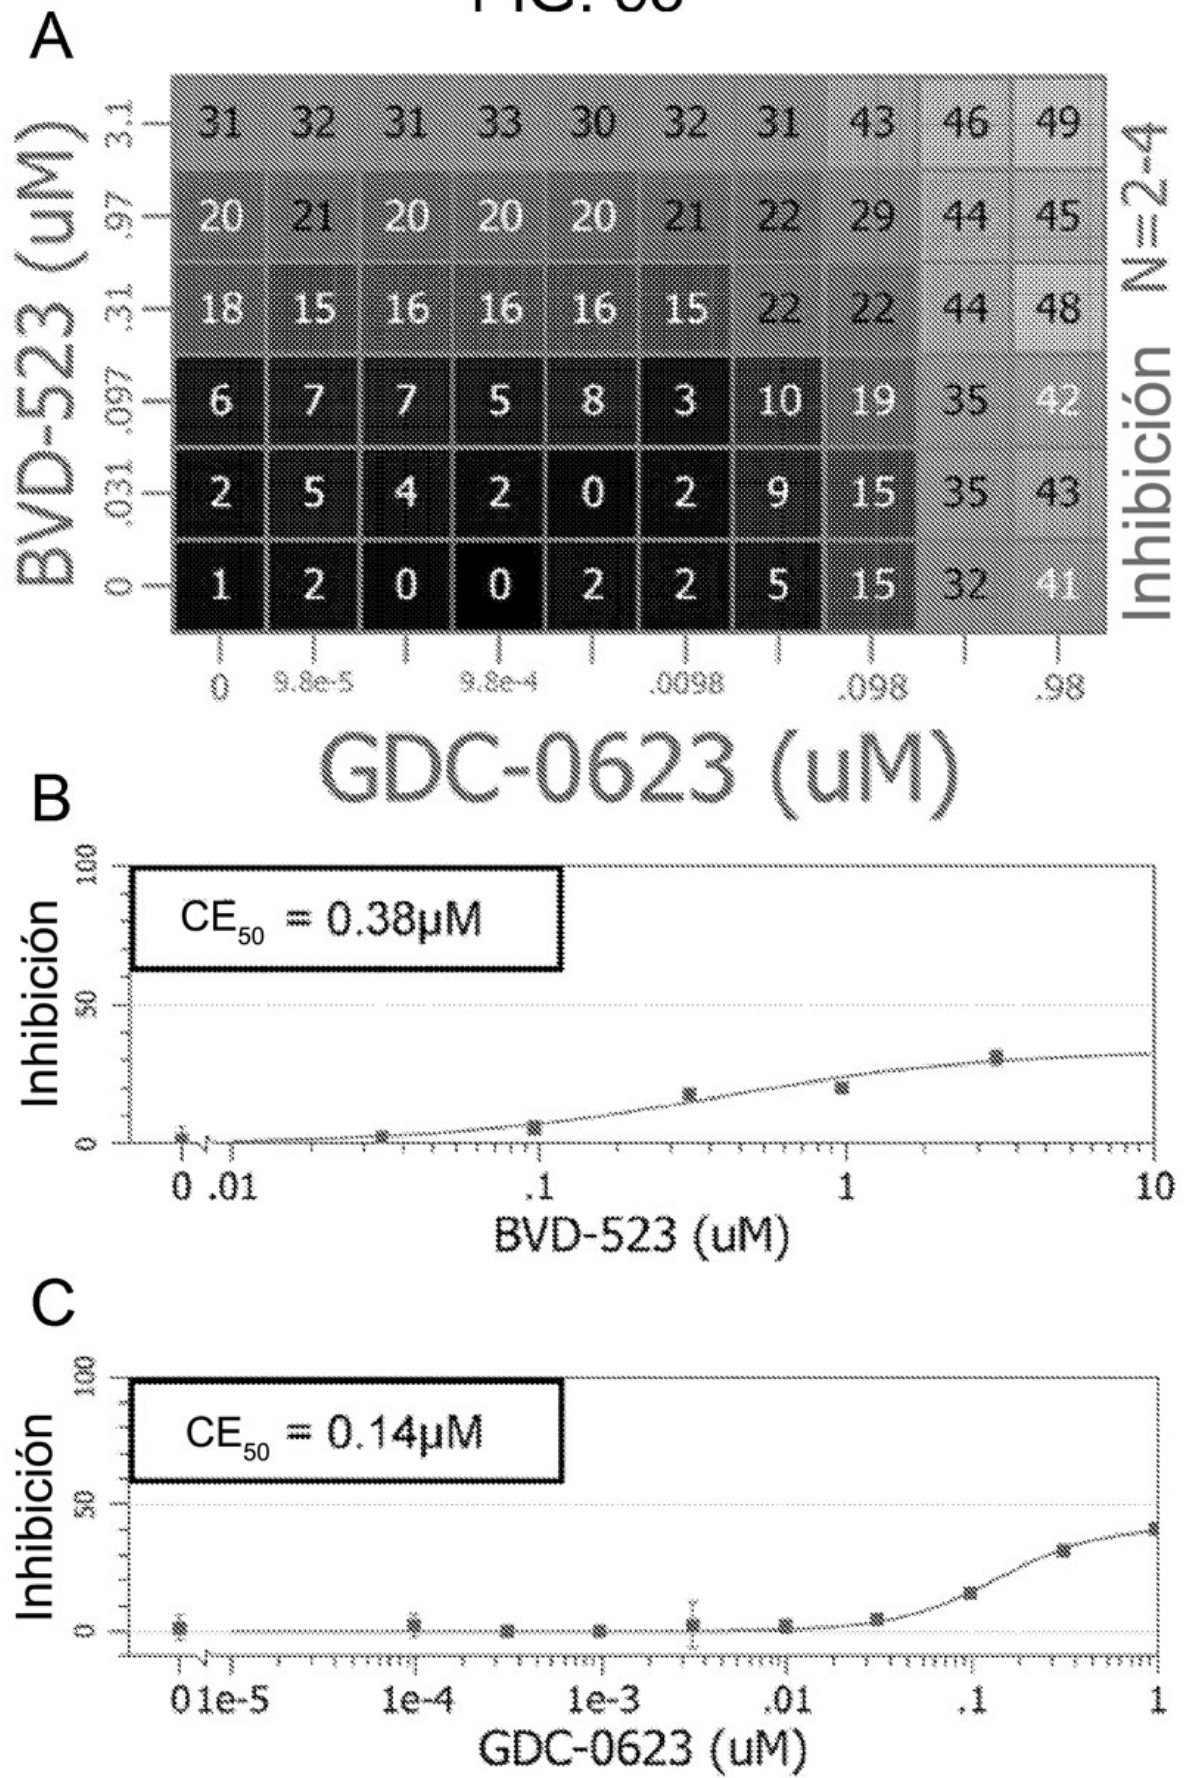 A
BVD-523 (uM)
3.1 31 32 31 33 30 32 31 43 46 49
.97 20 21 20 20 20 21 22 29 44 45
.31 18 15 16 16 16 15 22 22 44 48
.097 6 7 7 5 8 3 10 19 35 42
.031 2 5 4 2 0 2 9 15 35 43
0 1 2 0 0 2 2 5 15 32 41
0 9.8e-5 9.8e-4 .0098 .098 .98
GDC-0623 (uM)
Inhibición N=2-4
B
CE50 = 0.38µM
Inhibición
100
50
0
0 .01 .1 1 10
BVD-523 (uM)
C
CE50 = 0.14µM
Inhibición
100
50
0
0 1e-5 1e-4 1e-3 .01 .1 1
GDC-0623 (uM)